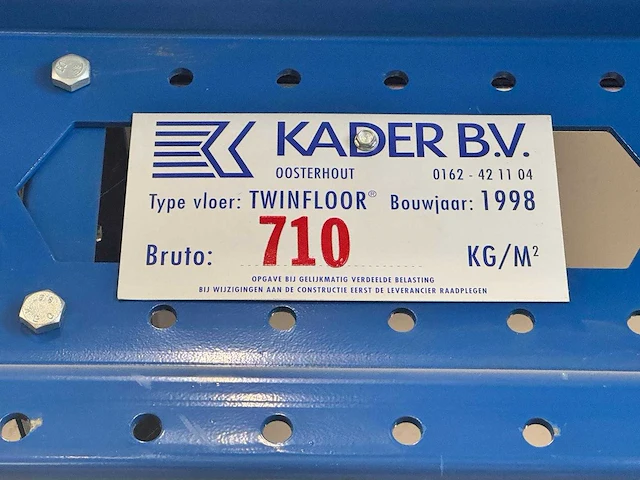 KADER B.V.
OOSTERHOUT 0162 - 42 11 04
Type vloer: TWINFLOOR® Bouwjaar: 1998
Bruto: 710 KG/M²
OPGAVE BIJ GELIJKMATIG VERDEELDE BELASTING
BIJ WIJZIGINGEN AAN DE CONSTRUCTIE EERST DE LEVERANCIER RAADPLEGEN